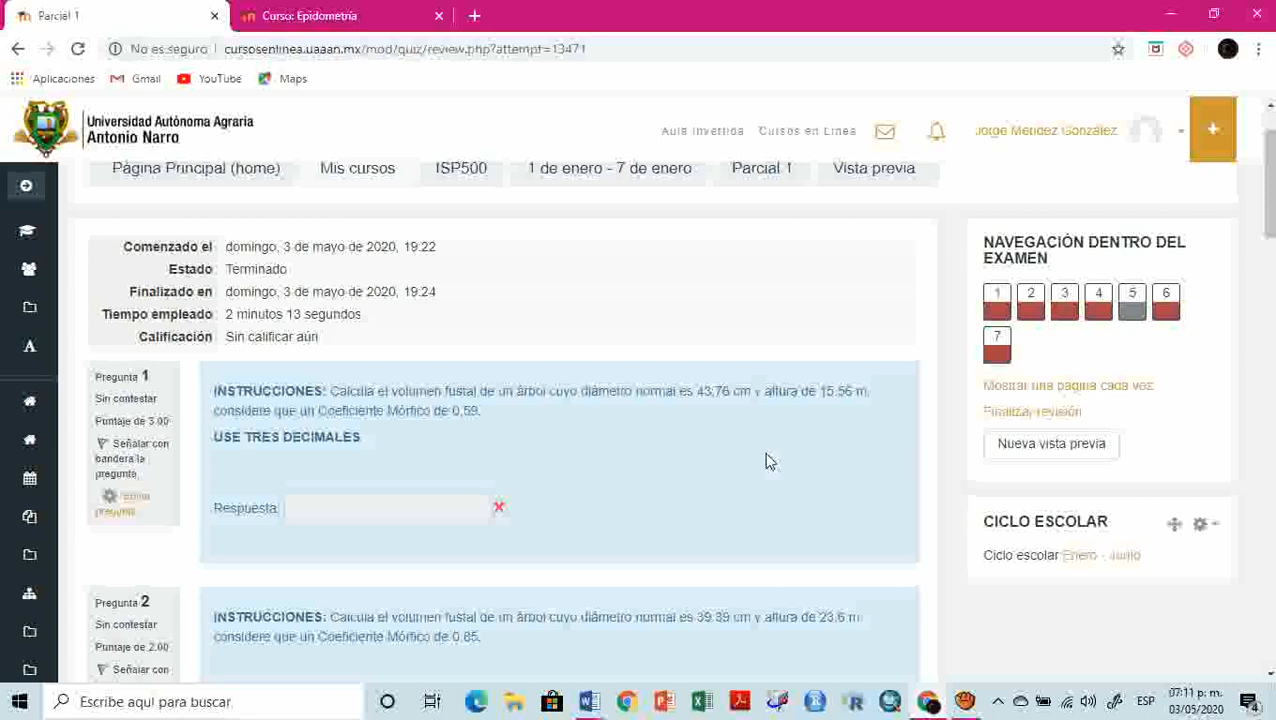 Parcial 1
Curso: Epidometría
No es seguro
cursosenlinea.uaaan.mx/mod/quiz/review.php?attempt=13471
Aplicaciones
Gmail
YouTube
Maps
Universidad Autónoma Agraria
Antonio Narro
Aula Invertida
Cursos en Línea
Jorge Méndez González
Página Principal (home)
Mis cursos
ISP500
1 de enero - 7 de enero
Parcial 1
Vista previa
Comenzado el domingo, 3 de mayo de 2020, 19:22
Estado Terminado
Finalizado en domingo, 3 de mayo de 2020, 19:24
Tiempo empleado 2 minutos 13 segundos
Calificación Sin calificar aún
Pregunta 1
Sin contestar
Puntaje de 3.00
Señalar con
bandera la
pregunta
Editar
pregunta
INSTRUCCIONES: Calcula el volumen fustal de un árbol cuyo diámetro normal es 43,76 cm y altura de 15.56 m,
considere que un Coeficiente Mórfico de 0,59.
USE TRES DECIMALES
Respuesta:
Pregunta 2
Sin contestar
Puntaje de 2.00
Señalar con
INSTRUCCIONES: Calcula el volumen fustal de un árbol cuyo diámetro normal es 39.39 cm y altura de 23.6 m,
considere que un Coeficiente Mórfico de 0.65.
NAVEGACIÓN DENTRO DEL
EXAMEN
1 2 3 4 5 6
7
Mostrar una página cada vez
Finalizar revisión
Nueva vista previa
CICLO ESCOLAR
Ciclo escolar Enero - Junio
Escribe aquí para buscar
ESP
07:11 p. m.
03/05/2020
4